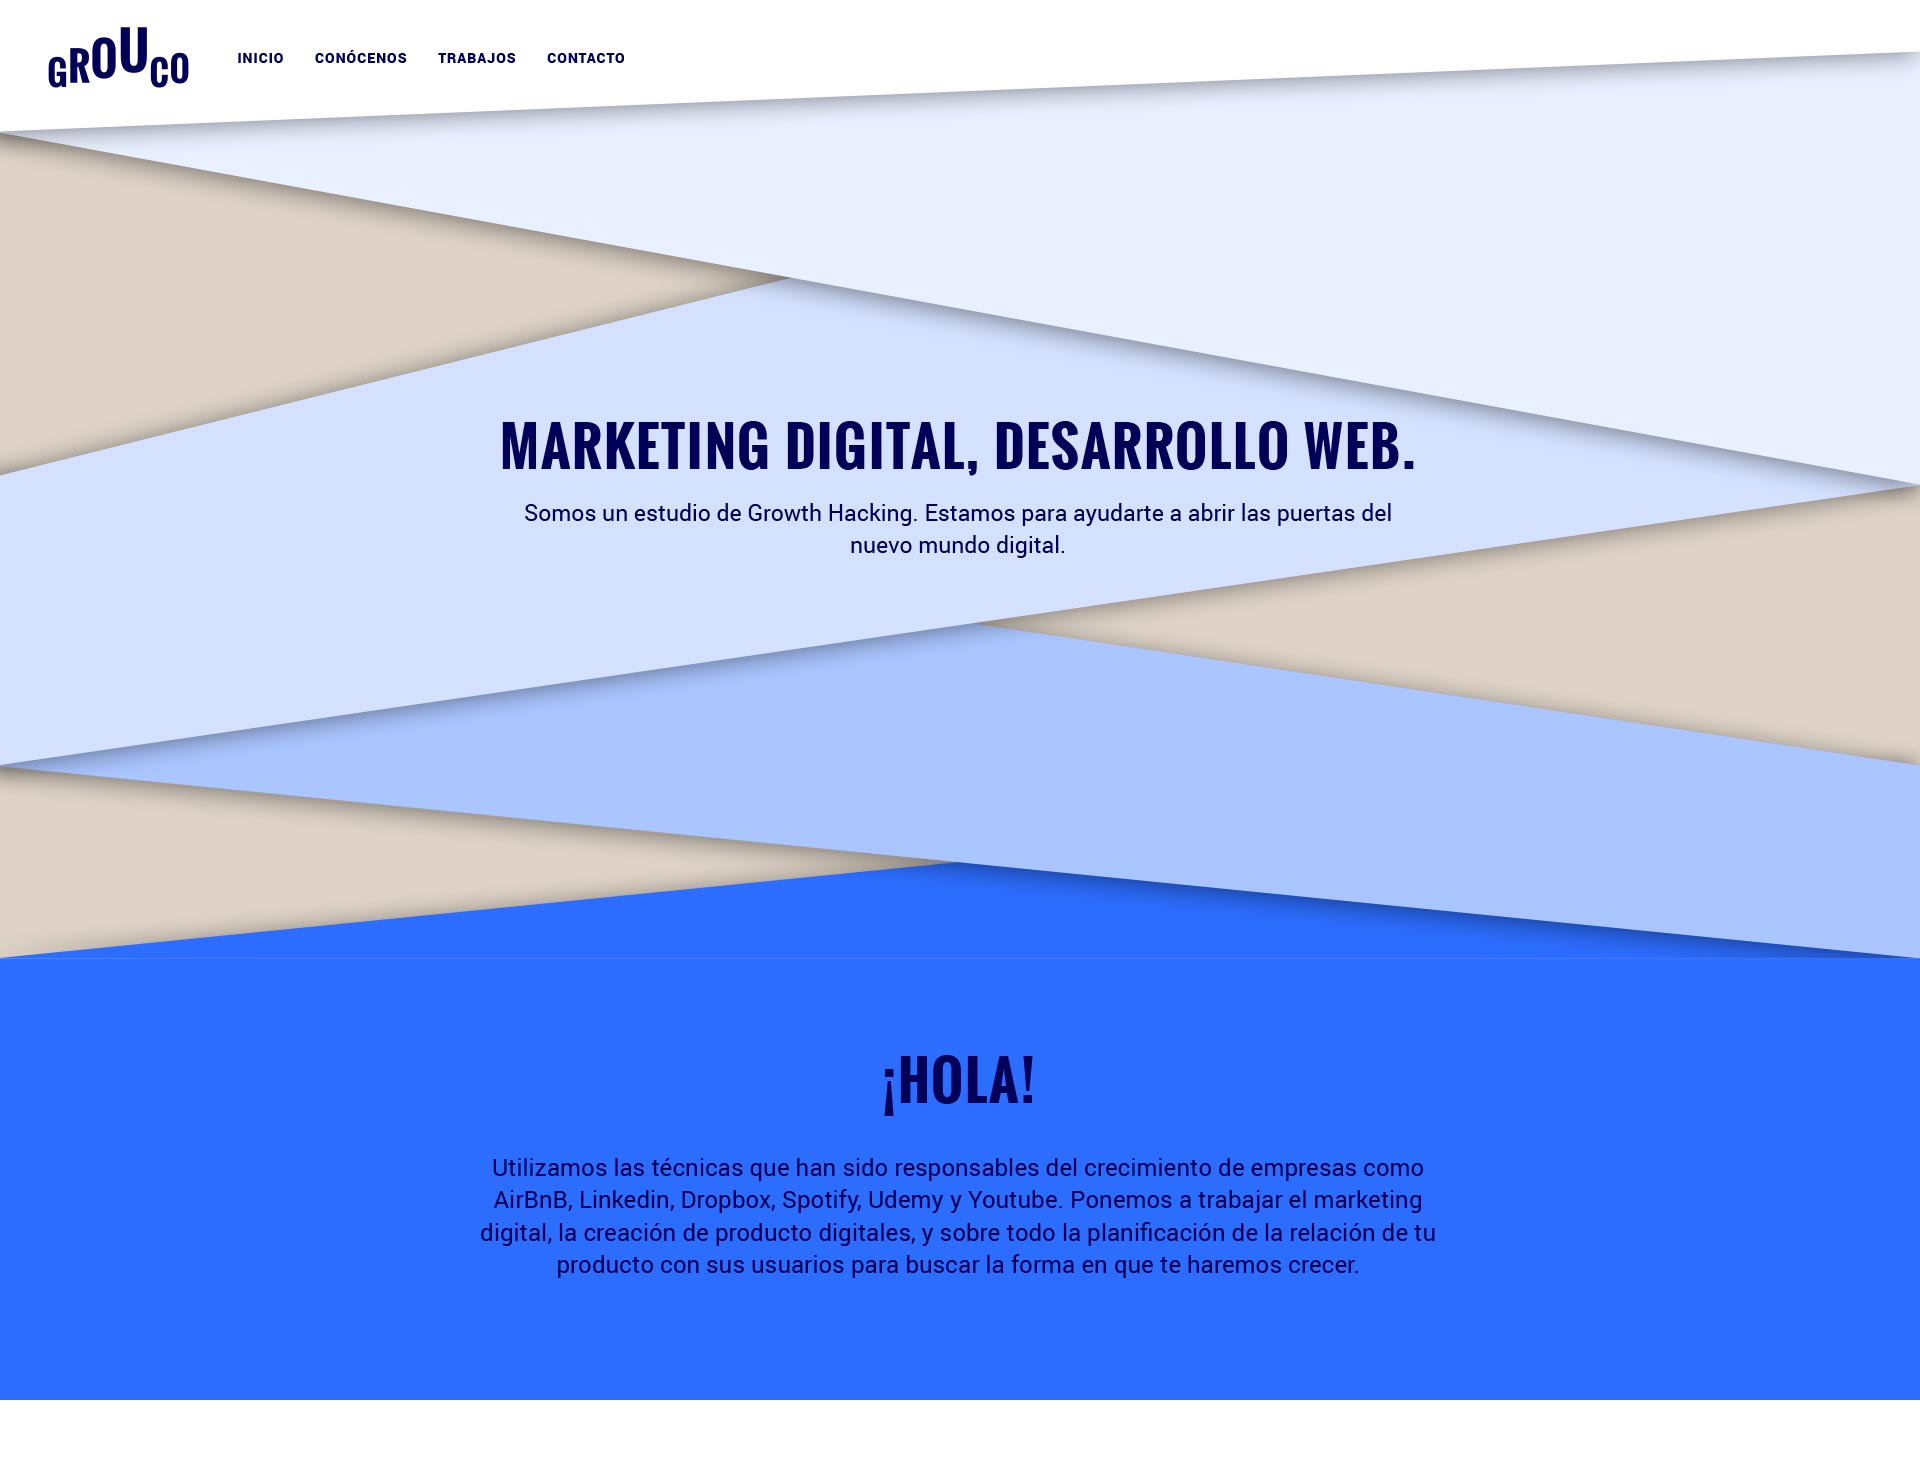 GROUCO
INICIO CONÓCENOS TRABAJOS CONTACTO
MARKETING DIGITAL, DESARROLLO WEB.
Somos un estudio de Growth Hacking. Estamos para ayudarte a abrir las puertas del
nuevo mundo digital.
¡HOLA!
Utilizamos las técnicas que han sido responsables del crecimiento de empresas como
AirBnB, Linkedin, Dropbox, Spotify, Udemy y Youtube. Ponemos a trabajar el marketing
digital, la creación de producto digitales, y sobre todo la planificación de la relación de tu
producto con sus usuarios para buscar la forma en que te haremos crecer.